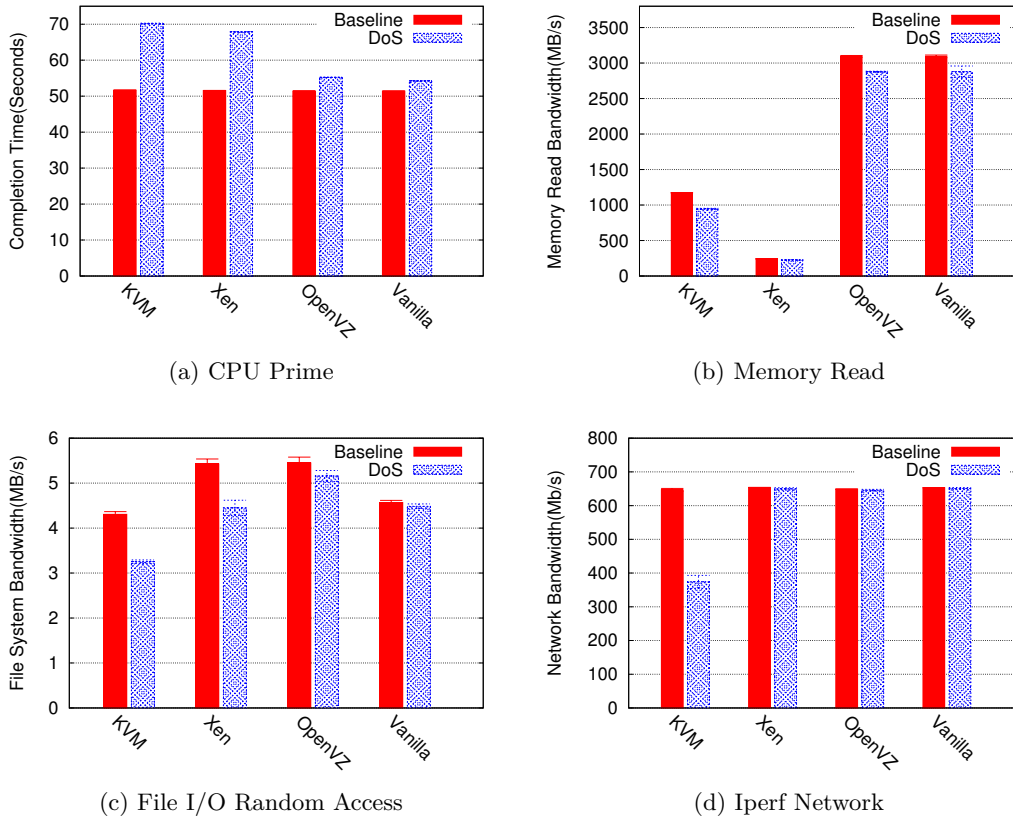 Completion Time(Seconds)
70
60
50
40
30
20
10
0
Baseline
DoS
KVM
Xen
OpenVZ
Vanilla
(a) CPU Prime
Memory Read Bandwidth(MB/s)
3500
3000
2500
2000
1500
1000
500
0
Baseline
DoS
KVM
Xen
OpenVZ
Vanilla
(b) Memory Read
File System Bandwidth(MB/s)
6
5
4
3
2
1
0
Baseline
DoS
KVM
Xen
OpenVZ
Vanilla
(c) File I/O Random Access
Network Bandwidth(Mb/s)
800
700
600
500
400
300
200
100
0
Baseline
DoS
KVM
Xen
OpenVZ
Vanilla
(d) Iperf Network